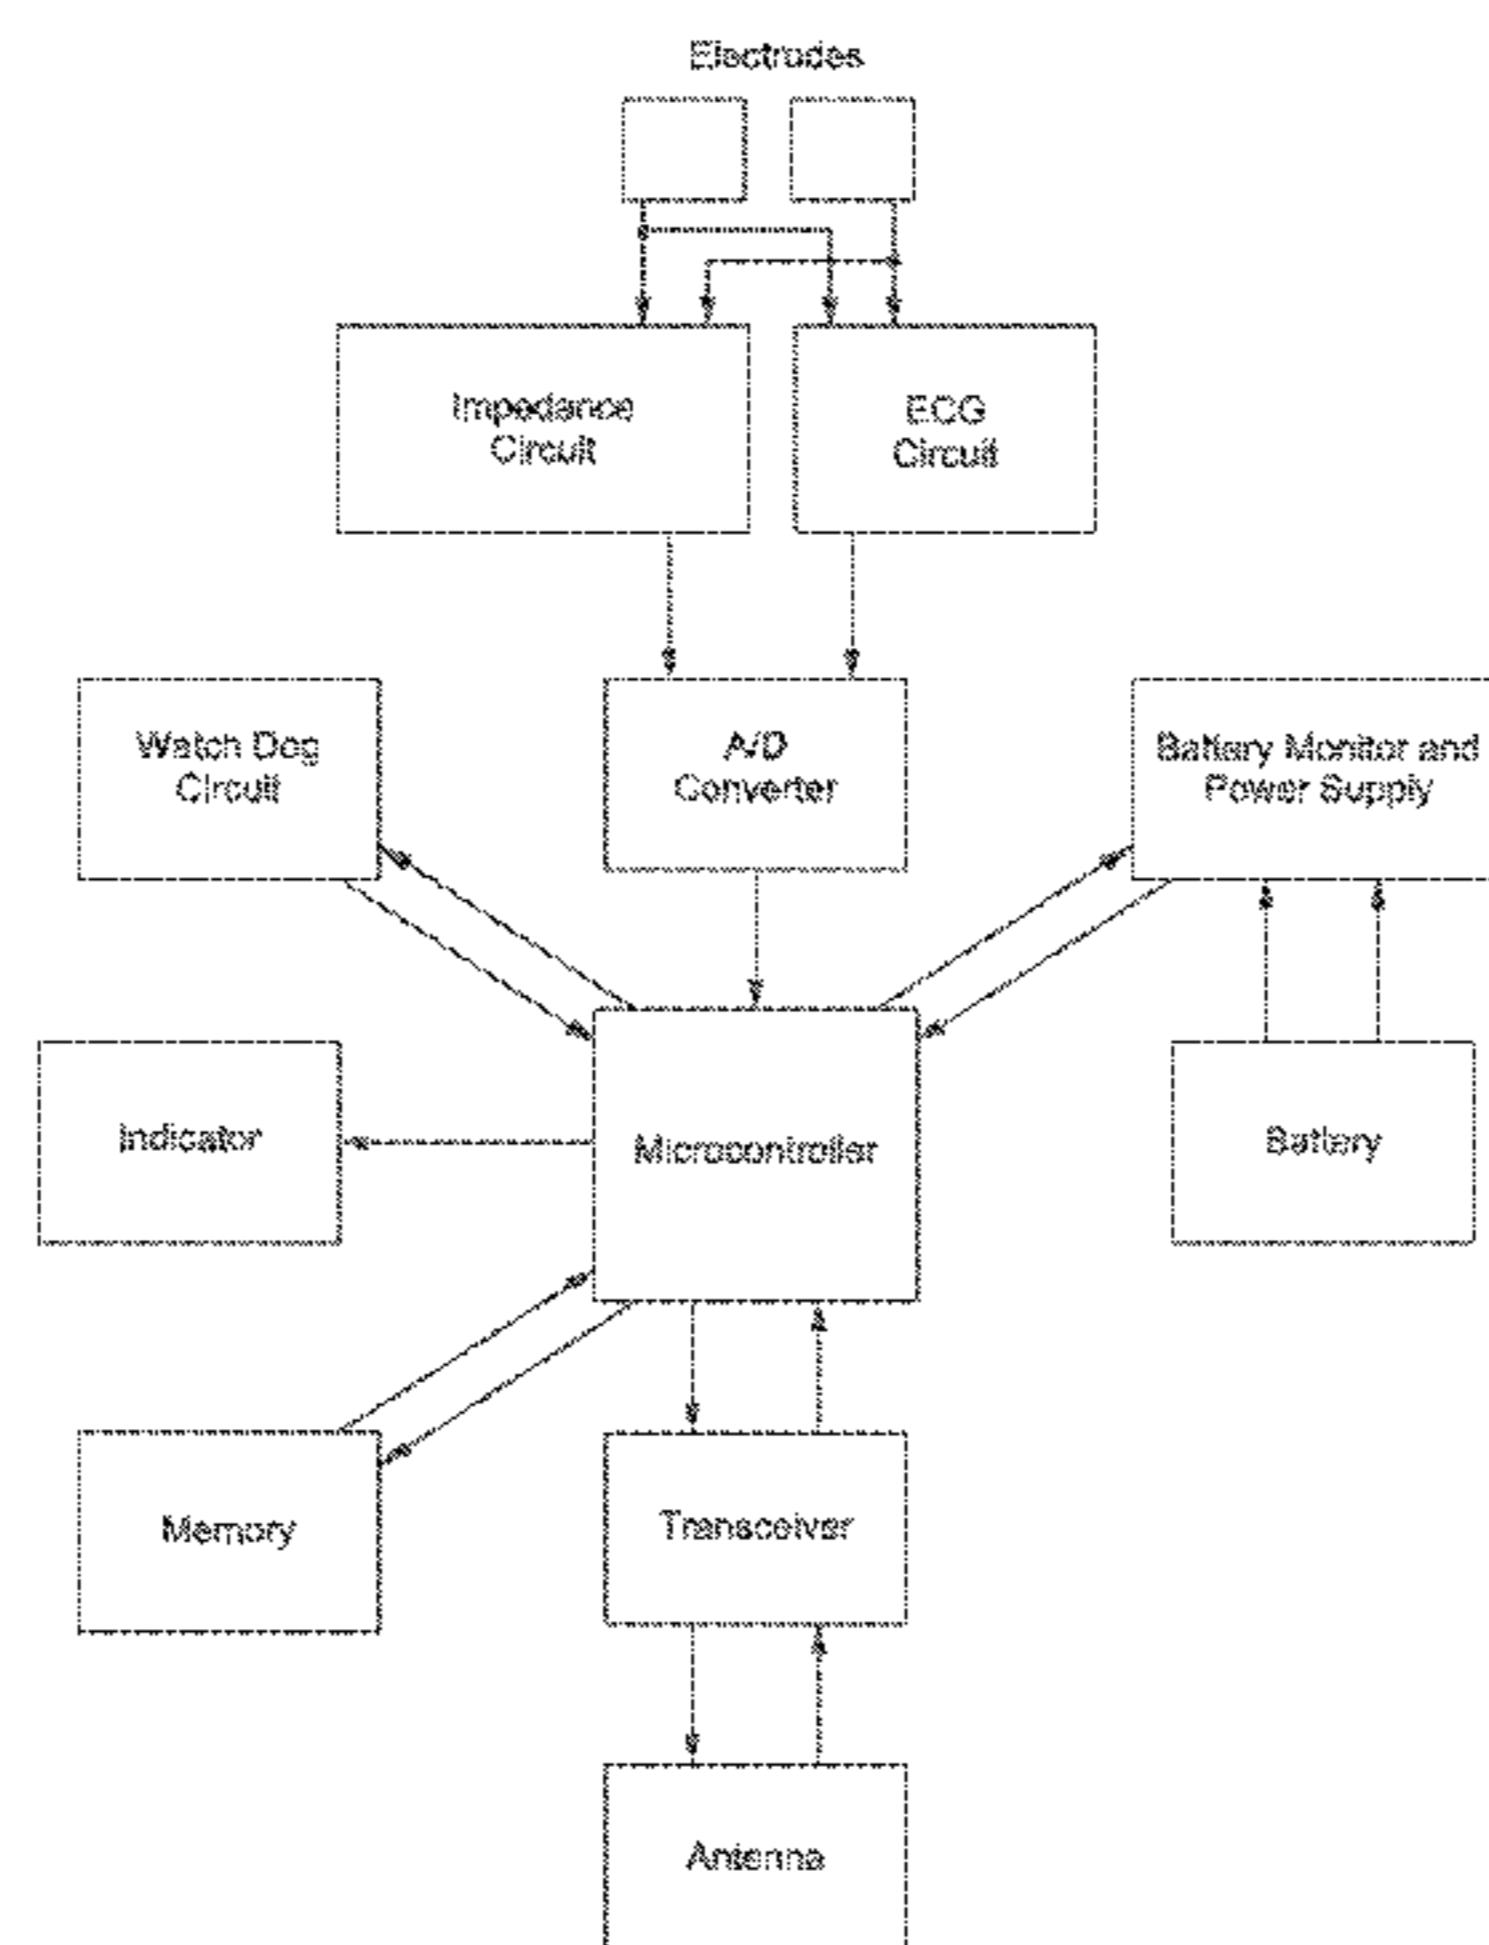 Electrodes
Impedance
Circuit
ECG
Circuit
Watch Dog
Circuit
A/D
Converter
Battery Monitor and
Power Supply
Indicator
Microcontroller
Battery
Memory
Transceiver
Antenna